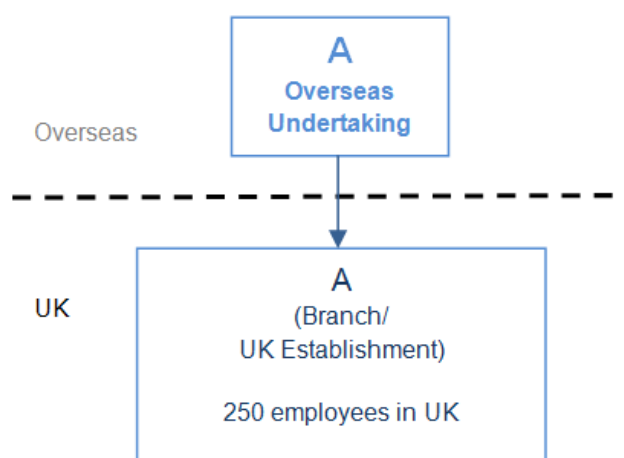 A
Overseas
Undertaking
Overseas
A
(Branch/
UK
UK Establishment)
250 employees in UK